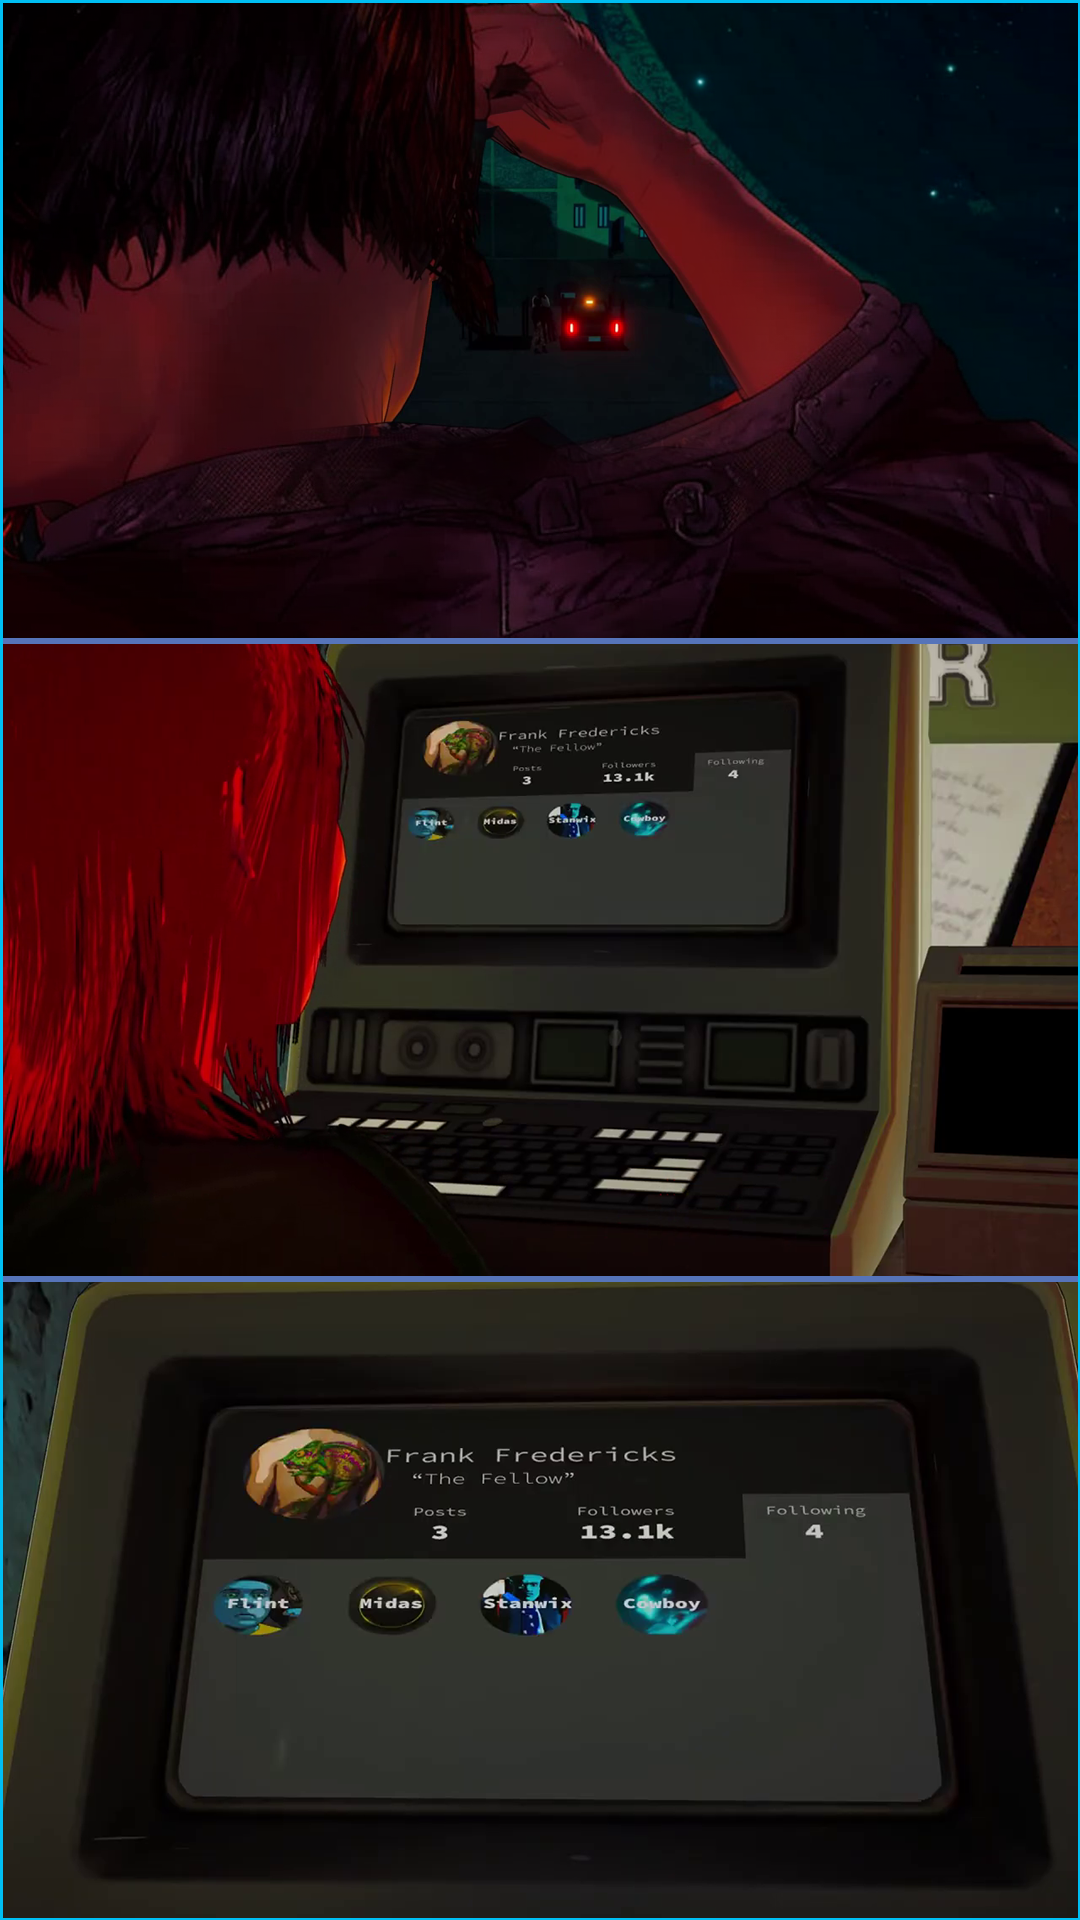 R
Frank Fredericks
“The Fellow”
Posts Followers Following
3 13.1k 4
Flint Midas Stanwix Cowboy
Frank Fredericks
“The Fellow”
Posts Followers Following
3 13.1k 4
Flint Midas Stanwix Cowboy